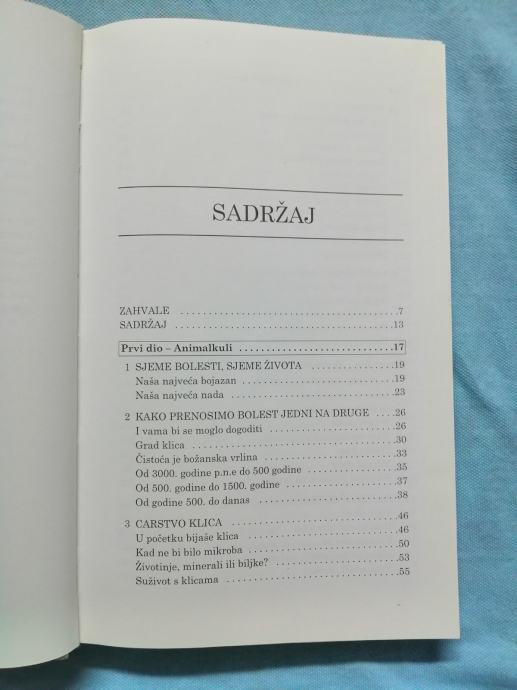 SADRŽAJ
ZAHVALE ........................................7
SADRŽAJ ........................................13
Prvi dio – Animalkuli ........................................17
1 SJEME BOLESTI, SJEME ŽIVOTA ....................19
Naša najveća bojazan ....................19
Naša najveća nada ....................23
2 KAKO PRENOSIMO BOLEST JEDNI NA DRUGE ....26
I vama bi se moglo dogoditi ....................26
Grad klica ....................30
Čistoća je božanska vrlina ....................33
Od 3000. godine p.n.e do 500 godine ....................35
Od 500. godine do 1500. godine ....................37
Od godine 500. do danas ....................38
3 CARSTVO KLICA ....................46
U početku bijaše klica ....................46
Kad ne bi bilo mikroba ....................50
Životinje, minerali ili biljke? ....................53
Suživot s klicama ....................55